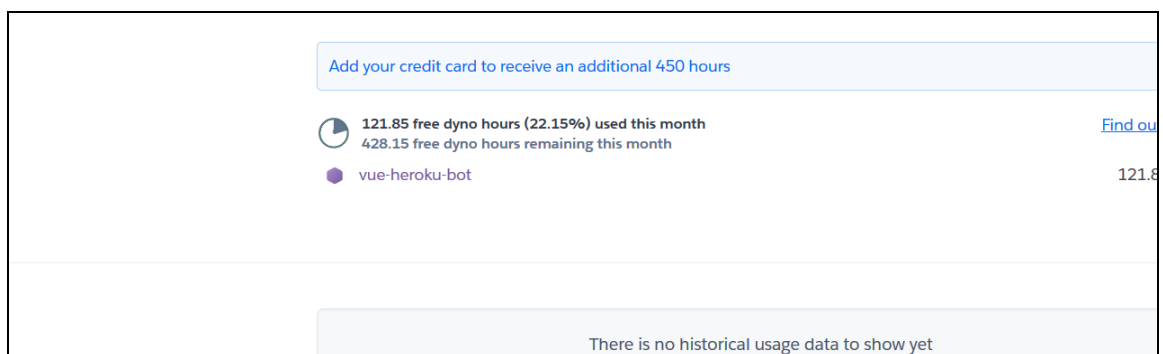 Add your credit card to receive an additional 450 hours
121.85 free dyno hours (22.15%) used this month
Find
428.15 free dyno hours remaining this month
vue-heroku-bot
There is no historical usage data to show yet